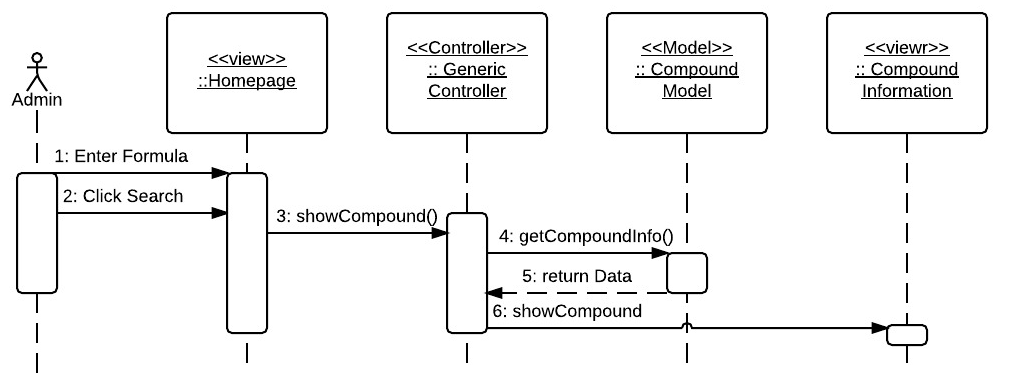 <<view>>
::Homepage
<<Controller>>
:: Generic
Controller
<<Model>>
:: Compound
Model
<<viewr>>
:: Compound
Information
Admin
1: Enter Formula
2: Click Search
3: showCompound()
4: getCompoundInfo()
5: return Data
6: showCompound